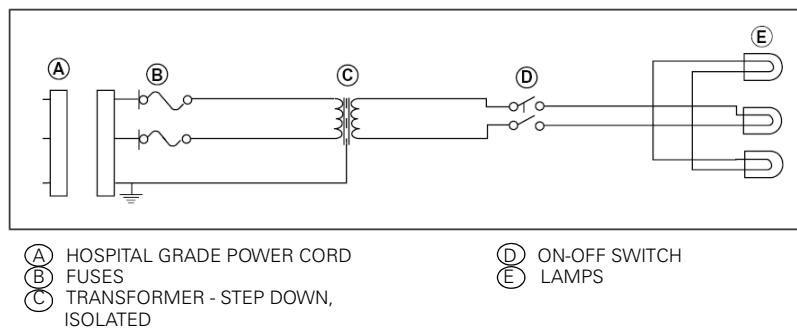 A
B
C
D
E
A HOSPITAL GRADE POWER CORD
B FUSES
C TRANSFORMER - STEP DOWN,
ISOLATED
D ON-OFF SWITCH
E LAMPS